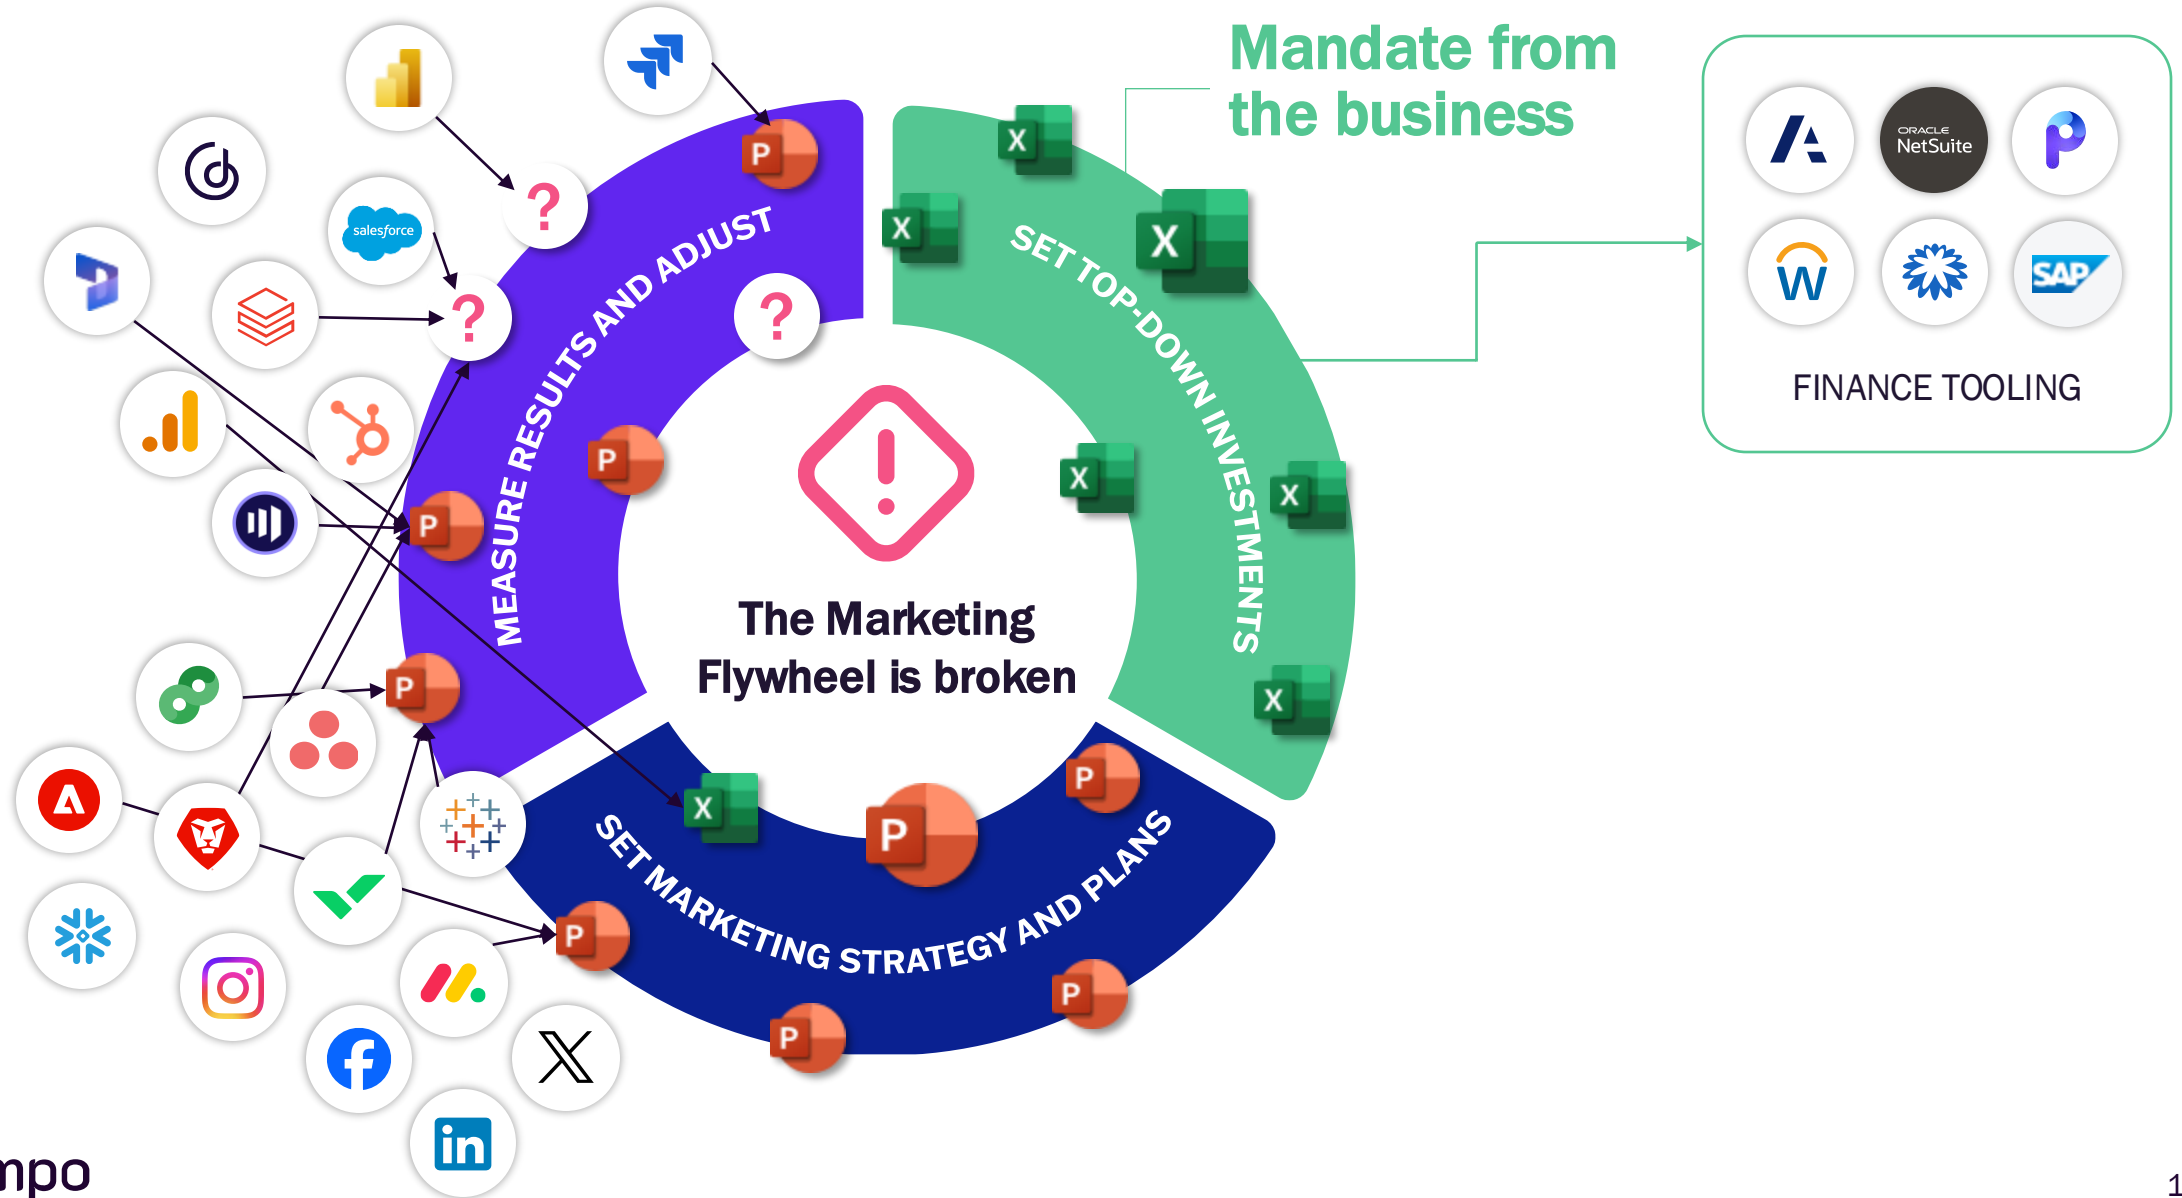 Mandate from
the business
ORACLE
NetSuite
SAP
FINANCE TOOLING
salesforce
MEASURE RESULTS AND ADJUST
SET TOP-DOWN INVESTMENTS
SET MARKETING STRATEGY AND PLANS
The Marketing
Flywheel is broken
?
?
?
P
P
P
P
P
P
P
P
P
X
X
X
X
X
X
X
W
in
mpo
1